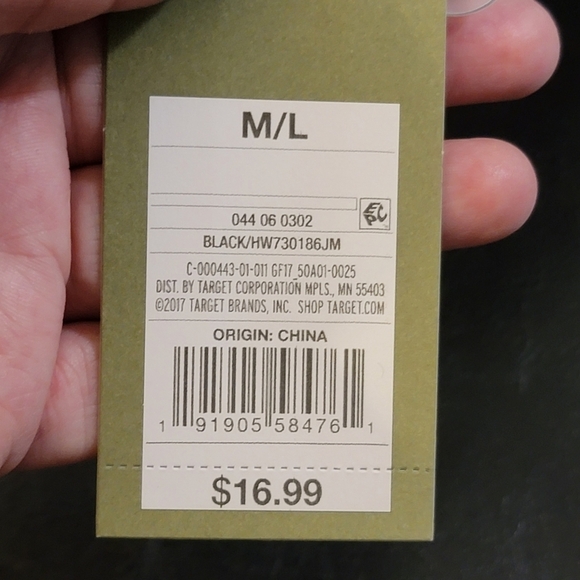 M/L
044 06 0302
EPC
BLACK/HW730186JM
C-000443-01-011 GF17_50A01-0025
DIST. BY TARGET CORPORATION MPLS., MN 55403
©2017 TARGET BRANDS, INC. SHOP TARGET.COM
ORIGIN: CHINA
1 91905 58476 1
$16.99